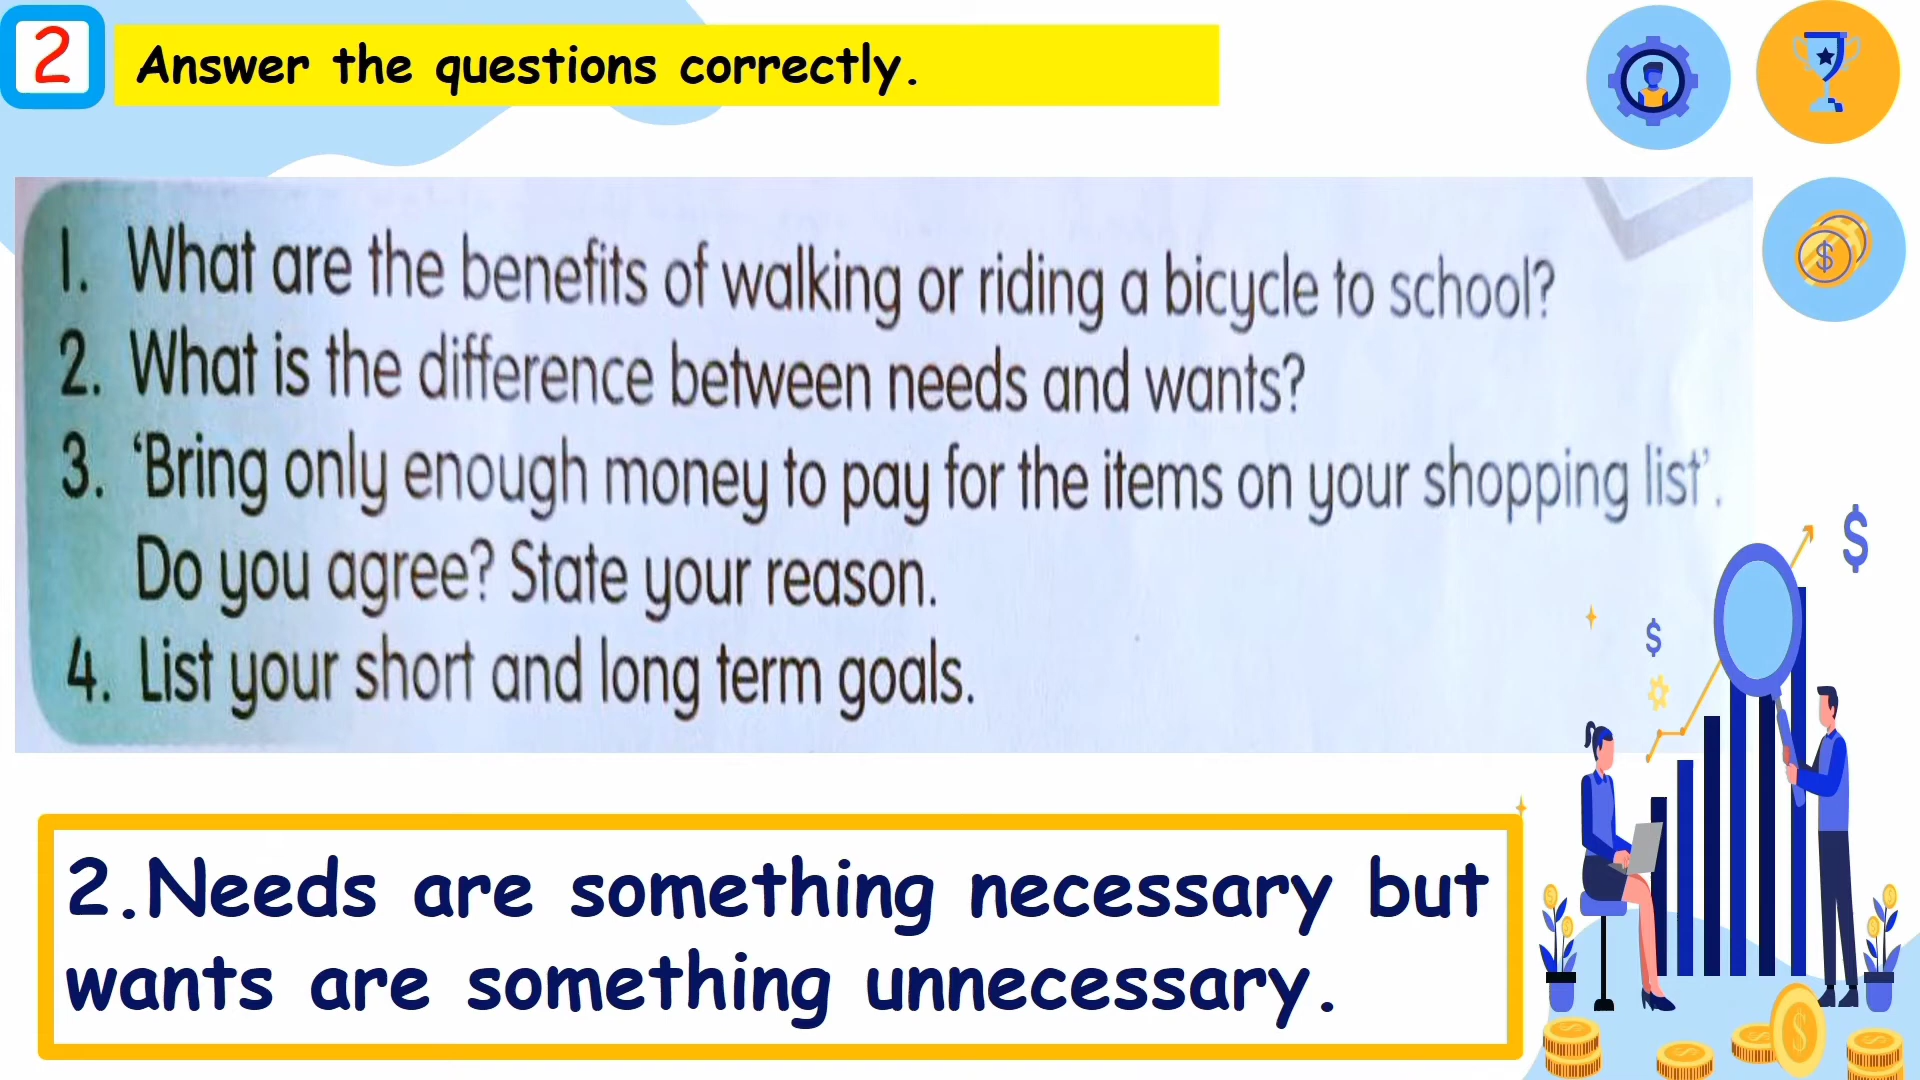 2
Answer the questions correctly.
1. What are the benefits of walking or riding a bicycle to school?
2. What is the difference between needs and wants?
3. ‘Bring only enough money to pay for the items on your shopping list’.
Do you agree? State your reason.
4. List your short and long term goals.
2.Needs are something necessary but
wants are something unnecessary.